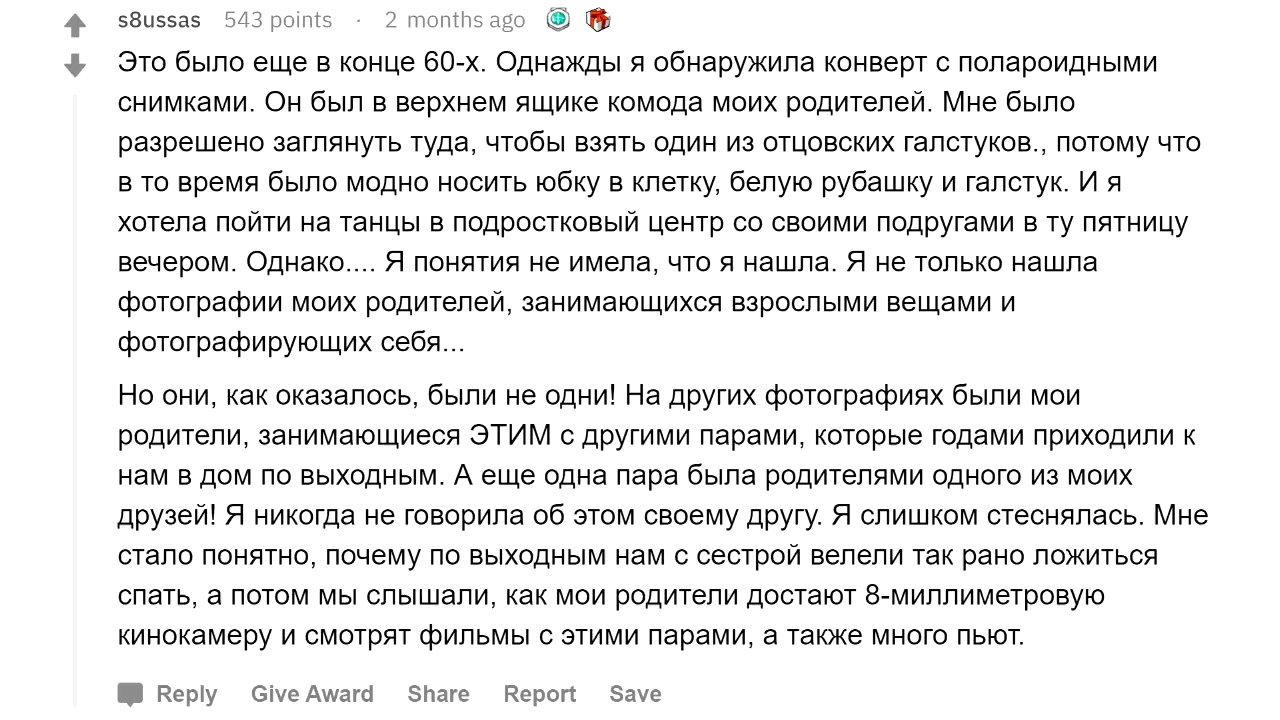 s8ussas 543 points · 2 months ago
Это было еще в конце 60-х. Однажды я обнаружила конверт с полароидными
снимками. Он был в верхнем ящике комода моих родителей. Мне было
разрешено заглянуть туда, чтобы взять один из отцовских галстуков., потому что
в то время было модно носить юбку в клетку, белую рубашку и галстук. И я
хотела пойти на танцы в подростковый центр со своими подругами в ту пятницу
вечером. Однако.... Я понятия не имела, что я нашла. Я не только нашла
фотографии моих родителей, занимающихся взрослыми вещами и
фотографирующих себя...
Но они, как оказалось, были не одни! На других фотографиях были мои
родители, занимающиеся ЭТИМ с другими парами, которые годами приходили к
нам в дом по выходным. А еще одна пара была родителями одного из моих
друзей! Я никогда не говорила об этом своему другу. Я слишком стеснялась. Мне
стало понятно, почему по выходным нам с сестрой велели так рано ложиться
спать, а потом мы слышали, как мои родители достают 8-миллиметровую
кинокамеру и смотрят фильмы с этими парами, а также много пьют.
Reply Give Award Share Report Save